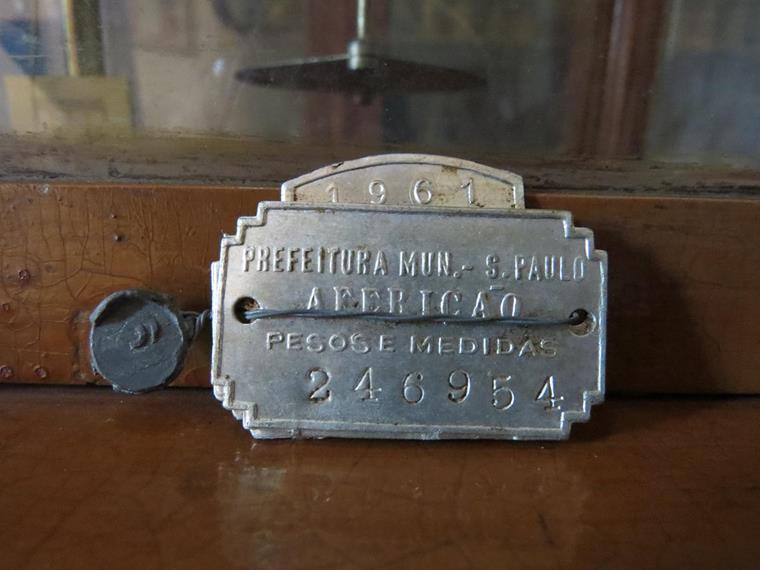 1961
PREFEITURA MUN.- S. PAULO
AFERIÇÃO
PESOS E MEDIDAS
246954